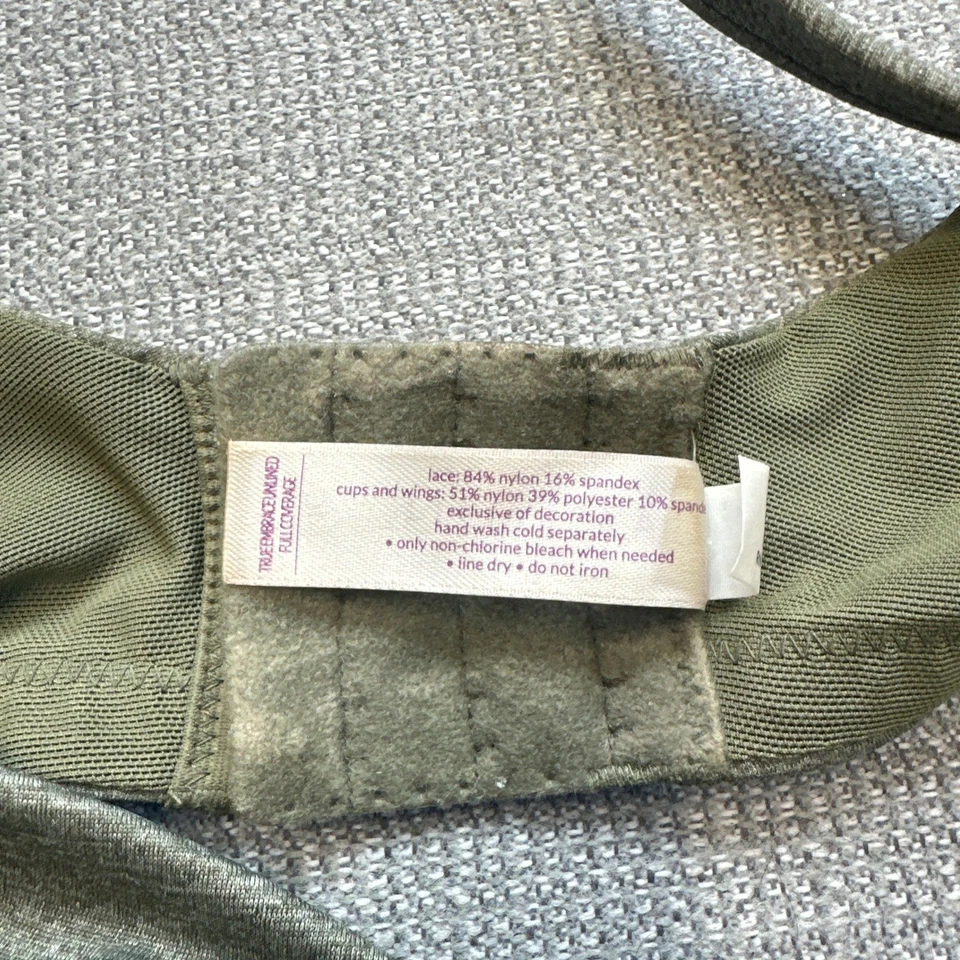 TRUE EMBRACE UNLINED
FULL COVERAGE
lace: 84% nylon 16% spandex
cups and wings: 51% nylon 39% polyester 10% spande
exclusive of decoration
hand wash cold separately
• only non-chlorine bleach when needed
• line dry • do not iron